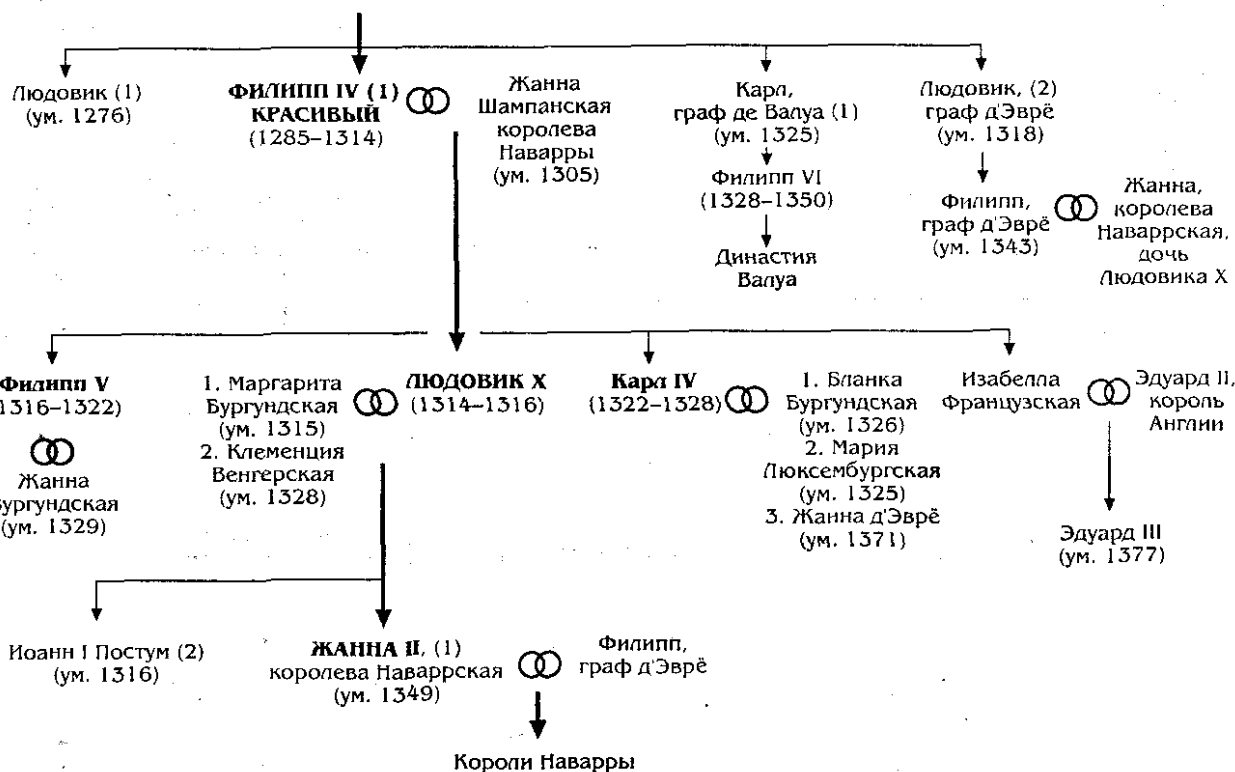 Людовик (1)
(ум. 1276)
ФИЛИПП IV (1)
КРАСИВЫЙ
(1285–1314)
Жанна
Шампанская
королева
Наварры
(ум. 1305)
Карл,
граф де Валуа (1)
(ум. 1325)
Филипп VI
(1328–1350)
Династия
Валуа
Людовик, (2)
граф д'Эврё
(ум. 1318)
Филипп,
граф д'Эврё
(ум. 1343)
Жанна,
королева
Наваррская,
дочь
Людовика X
Филипп V
1316–1322)
Жанна
ургундская
(ум. 1329)
1. Маргарита
Бургундская
(ум. 1315)
2. Клеменция
Венгерская
(ум. 1328)
ЛЮДОВИК X
(1314–1316)
Карл IV
(1322–1328)
1. Бланка
Бургундская
(ум. 1326)
2. Мария
Люксембургская
(ум. 1325)
3. Жанна д'Эврё
(ум. 1371)
Изабелла
Французская
Эдуард II,
король
Англии
Эдуард III
(ум. 1377)
Иоанн I Постум (2)
(ум. 1316)
ЖАННА II, (1)
королева Наваррская
(ум. 1349)
Филипп,
граф д'Эврё
Короли Наварры